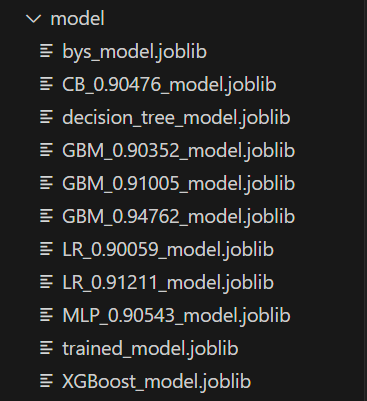 model
bys_model.joblib
CB_0.90476_model.joblib
decision_tree_model.joblib
GBM_0.90352_model.joblib
GBM_0.91005_model.joblib
GBM_0.94762_model.joblib
LR_0.90059_model.joblib
LR_0.91211_model.joblib
MLP_0.90543_model.joblib
trained_model.joblib
XGBoost_model.joblib